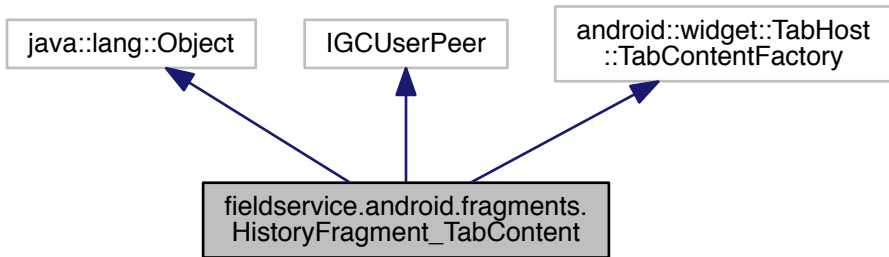 java::lang::Object
IGCUserPeer
android::widget::TabHost
::TabContentFactory
fieldservice.android.fragments.
HistoryFragment_TabContent